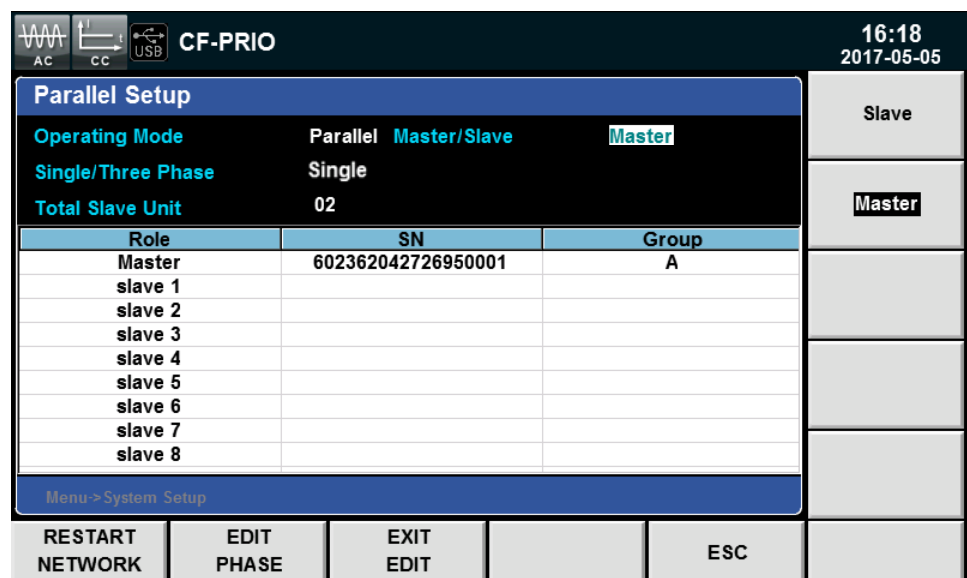 AC CC USB CF-PRIO 16:18
2017-05-05
Parallel Setup
Operating Mode Parallel Master/Slave Master
Single/Three Phase Single
Total Slave Unit 02
Role SN Group
Master 602362042726950001 A
slave 1
slave 2
slave 3
slave 4
slave 5
slave 6
slave 7
slave 8
Menu->System Setup
Slave
Master
RESTART NETWORK
EDIT PHASE
EXIT EDIT
ESC